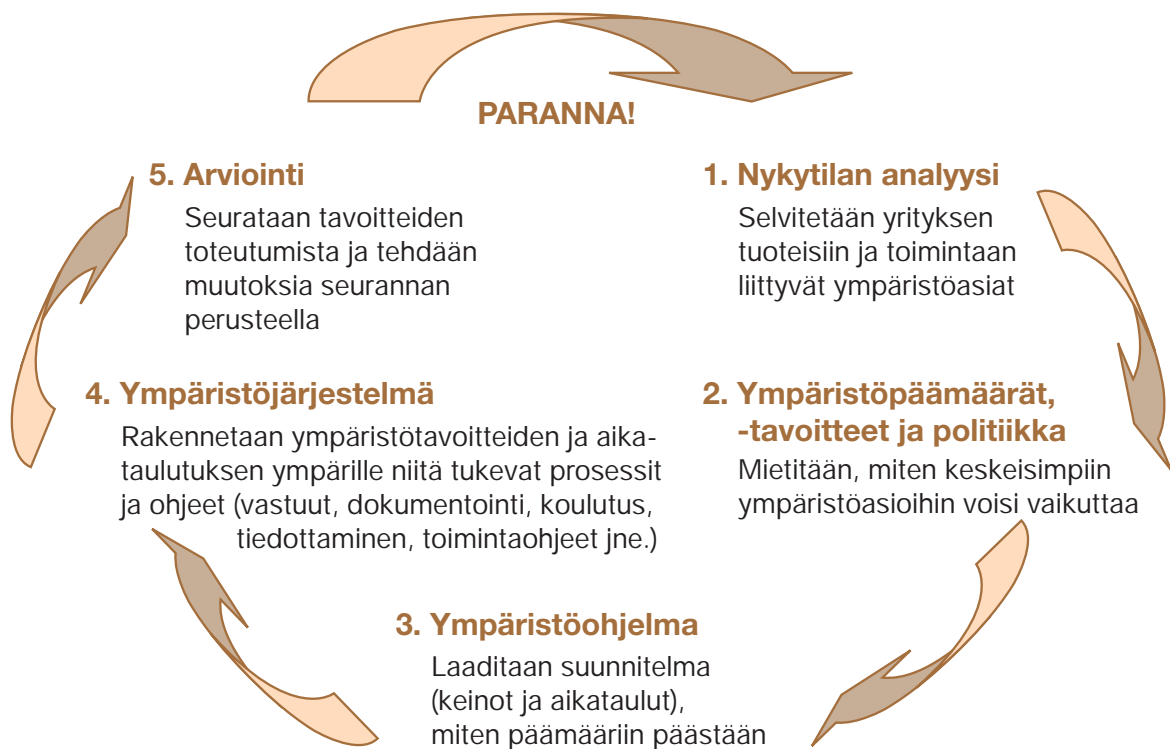 PARANNA!
1. Nykytilan analyysi
Selvitetään yrityksen
tuoteisiin ja toimintaan
liittyvät ympäristöasiat
2. Ympäristöpäämäärät,
-tavoitteet ja politiikka
Mietitään, miten keskeisimpiin
ympäristöasioihin voisi vaikuttaa
3. Ympäristöohjelma
Laaditaan suunnitelma
(keinot ja aikataulut),
miten päämääriin päästään
4. Ympäristöjärjestelmä
Rakennetaan ympäristötavoitteiden ja aika-
taulutuksen ympärille niitä tukevat prosessit
ja ohjeet (vastuut, dokumentointi, koulutus,
tiedottaminen, toimintaohjeet jne.)
5. Arviointi
Seurataan tavoitteiden
toteutumista ja tehdään
muutoksia seurannan
perusteella